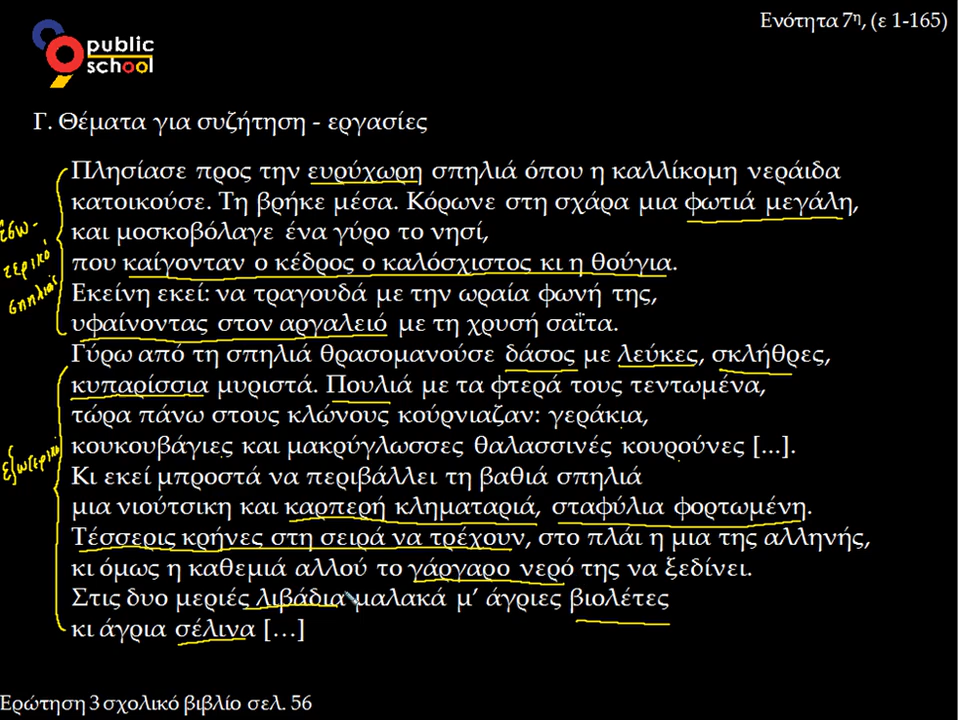 Ενότητα 7η, (ε 1-165)
public
school
Γ. Θέματα για συζήτηση - εργασίες
Πλησίασε προς την ευρύχωρη σπηλιά όπου η καλλίκομη νεράιδα
κατοικούσε. Τη βρήκε μέσα. Κόρωνε στη σχάρα μια φωτιά μεγάλη,
και μοσκοβόλαγε ένα γύρο το νησί,
που καίγονταν ο κέδρος ο καλόσχιστος κι η θούγια.
Εκείνη εκεί: να τραγουδά με την ωραία φωνή της,
υφαίνοντας στον αργαλειό με τη χρυσή σαΐτα.
Γύρω από τη σπηλιά θρασομανούσε δάσος με λεύκες, σκλήθρες,
κυπαρίσσια μυριστά. Πουλιά με τα φτερά τους τεντωμένα,
τώρα πάνω στους κλώνους κούρνιαζαν: γεράκια,
κουκουβάγιες και μακρύγλωσσες θαλασσινές κουρούνες [...].
Κι εκεί μπροστά να περιβάλλει τη βαθιά σπηλιά
μια νιούτσικη και καρπερή κληματαριά, σταφύλια φορτωμένη.
Τέσσερις κρήνες στη σειρά να τρέχουν, στο πλάι η μια της αλληνής,
κι όμως η καθεμιά αλλού το γάργαρο νερό της να ξεδίνει.
Στις δυο μεριές λιβάδια μαλακά μ' άγριες βιολέτες
κι άγρια σέλινα [...]
εσω-
τερικό
σπηλιάς
εξωτερικό
Ερώτηση 3 σχολικό βιβλίο σελ. 56